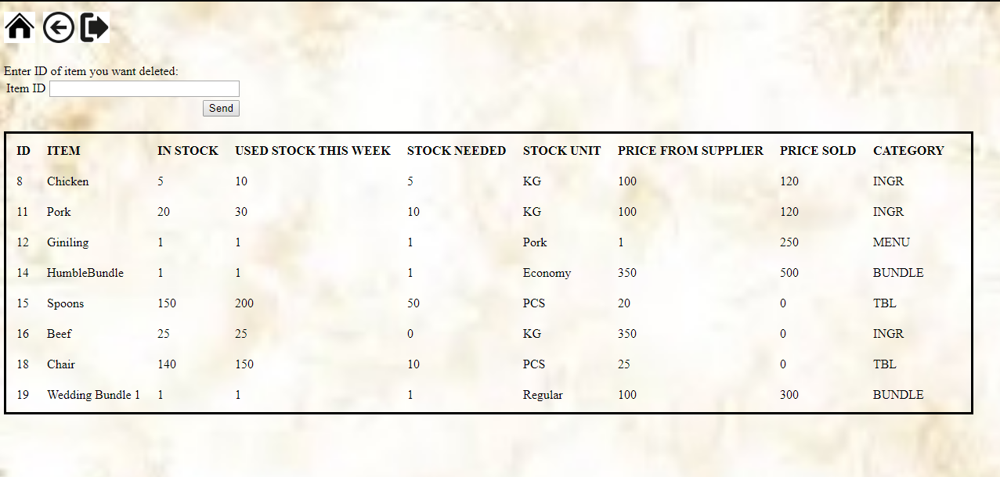 Enter ID of item you want deleted:
Item ID
Send
ID ITEM IN STOCK USED STOCK THIS WEEK STOCK NEEDED STOCK UNIT PRICE FROM SUPPLIER PRICE SOLD CATEGORY
8 Chicken 5 10 5 KG 100 120 INGR
11 Pork 20 30 10 KG 100 120 INGR
12 Giniling 1 1 1 Pork 1 250 MENU
14 HumbleBundle 1 1 1 Economy 350 500 BUNDLE
15 Spoons 150 200 50 PCS 20 0 TBL
16 Beef 25 25 0 KG 350 0 INGR
18 Chair 140 150 10 PCS 25 0 TBL
19 Wedding Bundle 1 1 1 1 Regular 100 300 BUNDLE